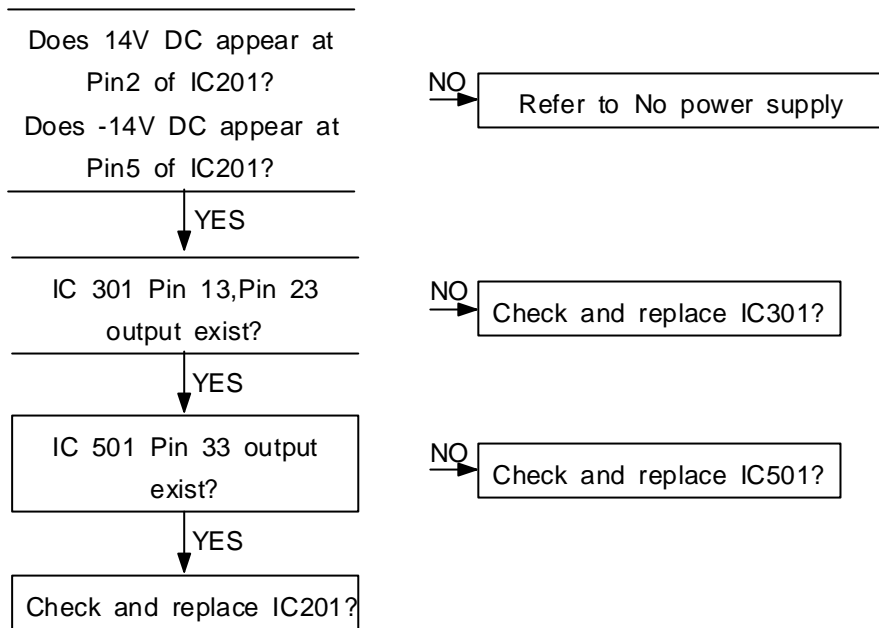 Does 14V DC appear at
Pin2 of IC201?
Does -14V DC appear at
Pin5 of IC201?
NO
Refer to No power supply
YES
IC 301 Pin 13,Pin 23
output exist?
NO
Check and replace IC301?
YES
IC 501 Pin 33 output
exist?
NO
Check and replace IC501?
YES
Check and replace IC201?